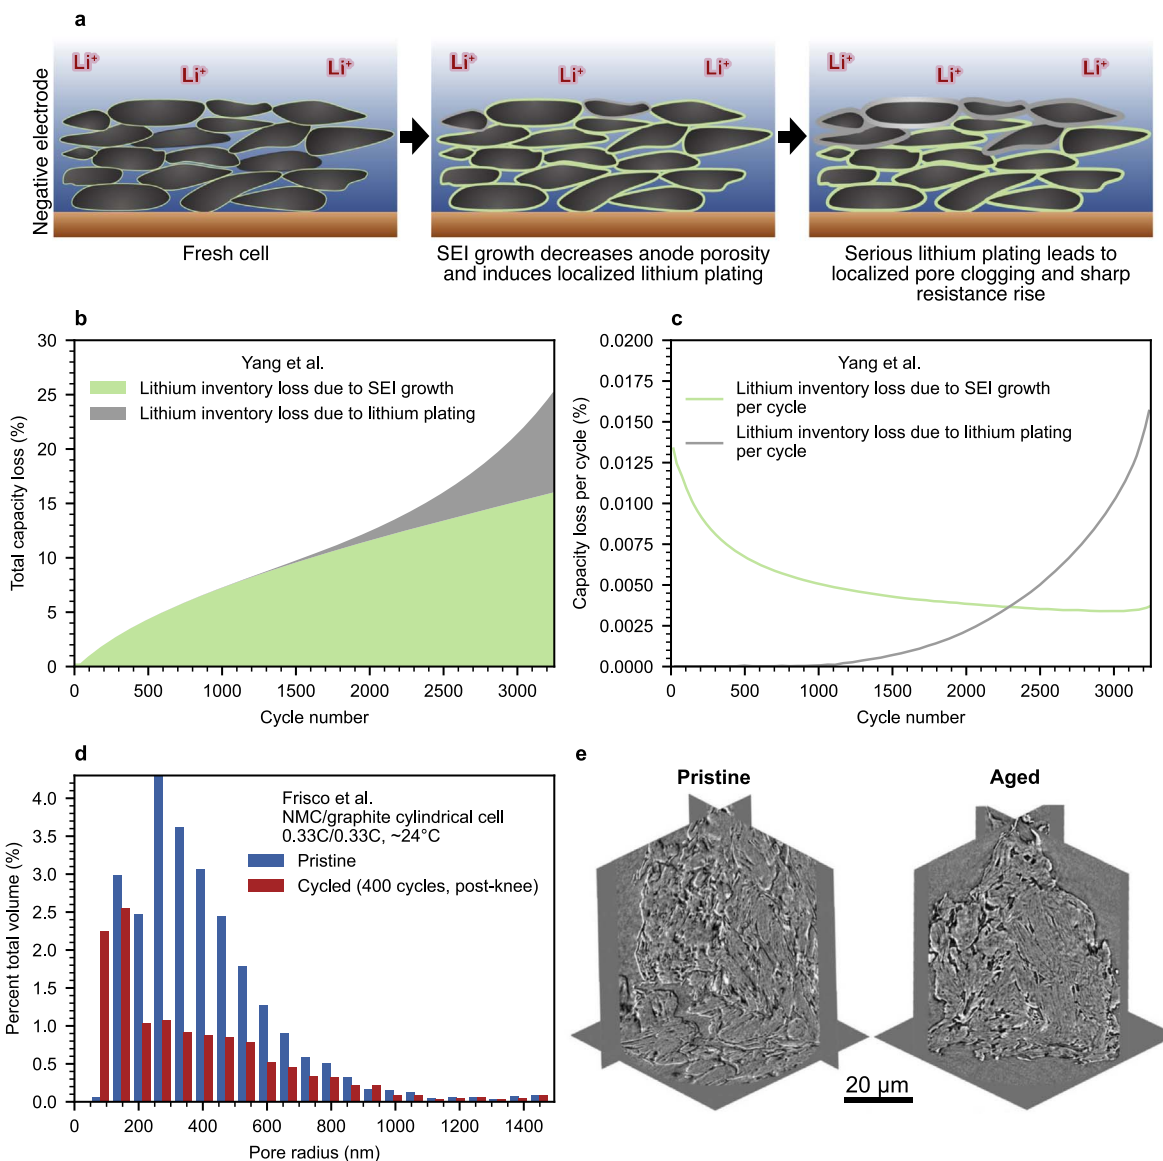 a
Negative electrode
Li⁺ Li⁺ Li⁺
Li⁺ Li⁺ Li⁺
Li⁺ Li⁺ Li⁺
Fresh cell
SEI growth decreases anode porosity
and induces localized lithium plating
Serious lithium plating leads to
localized pore clogging and sharp
resistance rise
b
Total capacity loss (%)
30
25
20
15
10
5
0
Yang et al.
Lithium inventory loss due to SEI growth
Lithium inventory loss due to lithium plating
0 500 1000 1500 2000 2500 3000
Cycle number
c
Capacity loss per cycle (%)
0.0200
0.0175
0.0150
0.0125
0.0100
0.0075
0.0050
0.0025
0.0000
Yang et al.
Lithium inventory loss due to SEI growth
per cycle
Lithium inventory loss due to lithium plating
per cycle
0 500 1000 1500 2000 2500 3000
Cycle number
d
Percent total volume (%)
4.0
3.5
3.0
2.5
2.0
1.5
1.0
0.5
0.0
Frisco et al.
NMC/graphite cylindrical cell
0.33C/0.33C, ~24°C
Pristine
Cycled (400 cycles, post-knee)
0 200 400 600 800 1000 1200 1400
Pore radius (nm)
e
Pristine
Aged
20 µm